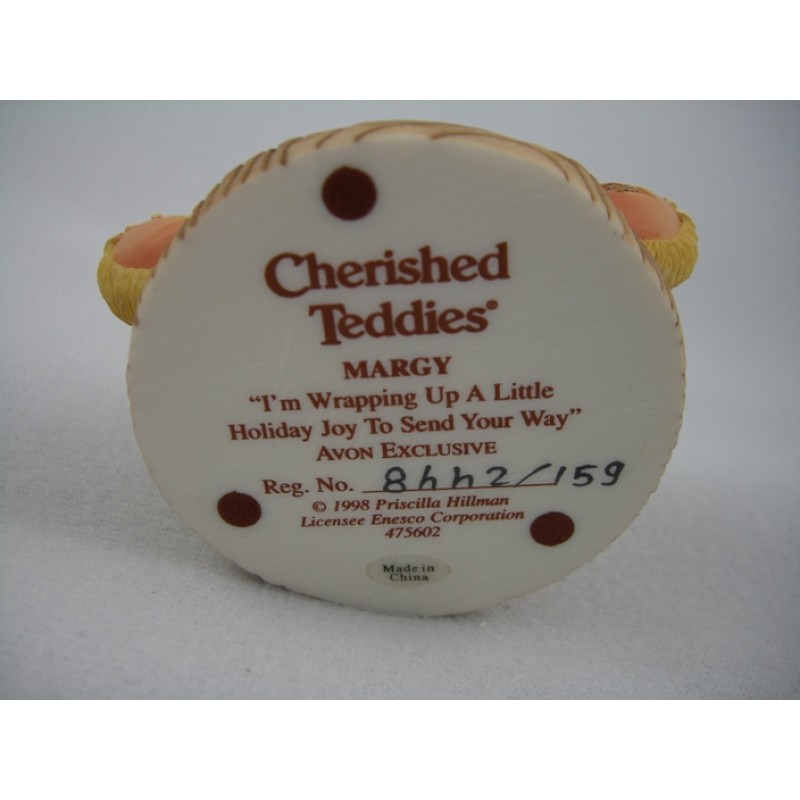 Cherished
Teddies®
MARGY
"I'm Wrapping Up A Little
Holiday Joy To Send Your Way"
AVON EXCLUSIVE
Reg. No. 8442/159
© 1998 Priscilla Hillman
Licensee Enesco Corporation
475602
Made in
China